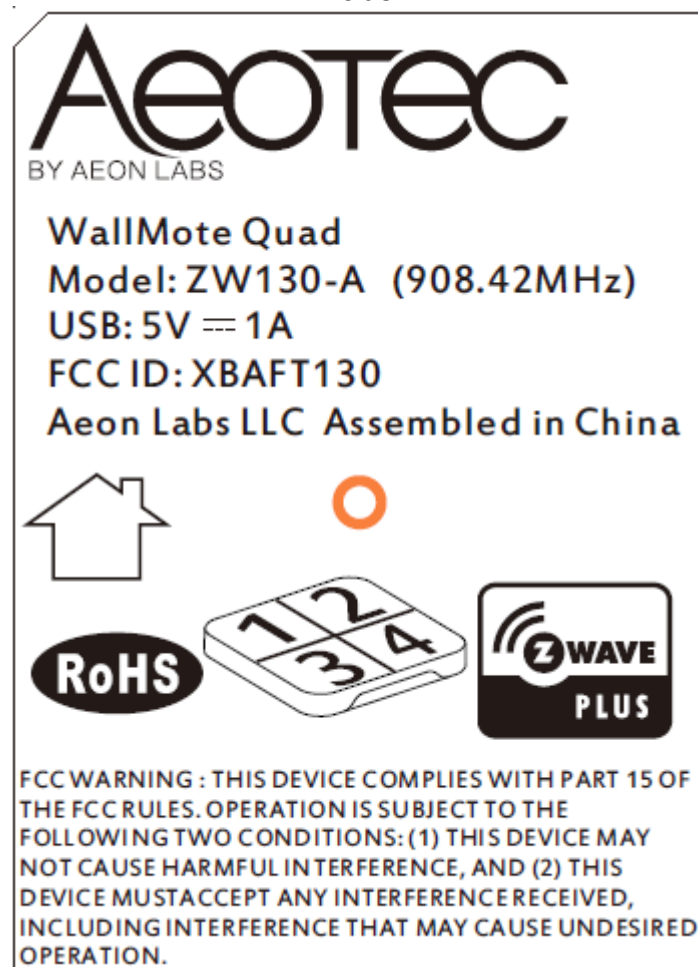 AEOTEC
BY AEON LABS
WallMote Quad
Model: ZW130-A (908.42MHz)
USB: 5V ⎓ 1A
FCC ID: XBAFT130
Aeon Labs LLC Assembled in China
1 2
3 4
RoHS
Z WAVE
PLUS
FCC WARNING : THIS DEVICE COMPLIES WITH PART 15 OF
THE FCC RULES. OPERATION IS SUBJECT TO THE
FOLLOWING TWO CONDITIONS: (1) THIS DEVICE MAY
NOT CAUSE HARMFUL INTERFERENCE, AND (2) THIS
DEVICE MUSTACCEPT ANY INTERFERENCE RECEIVED,
INCLUDING INTERFERENCE THAT MAY CAUSE UNDESIRED
OPERATION.